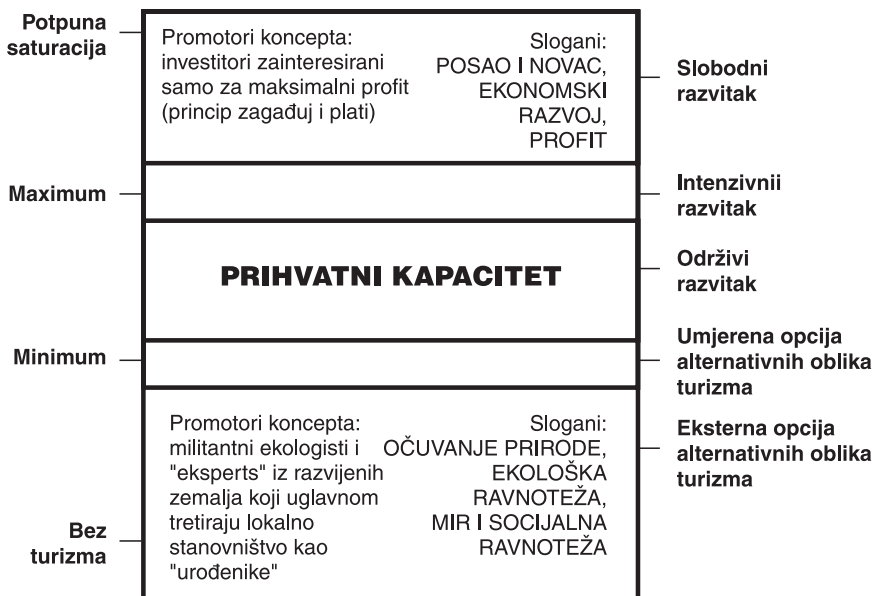 Potpuna
saturacija
Promotori koncepta:
investitori zainteresirani
samo za maksimalni profit
(princip zagađuj i plati)
Slogani:
POSAO I NOVAC,
EKONOMSKI
RAZVOJ,
PROFIT
Slobodni
razvitak
Maximum
Intenzivnii
razvitak
PRIHVATNI KAPACITET
Održivi
razvitak
Minimum
Umjerena opcija
alternativnih oblika
turizma
Promotori koncepta:
militantni ekologisti i
"eksperts" iz razvijenih
zemalja koji uglavnom
tretiraju lokalno
stanovništvo kao
"urođenike"
Slogani:
OČUVANJE PRIRODE,
EKOLOŠKA
RAVNOTEŽA,
MIR I SOCIJALNA
RAVNOTEŽA
Eksterna opcija
alternativnih oblika
turizma
Bez
turizma